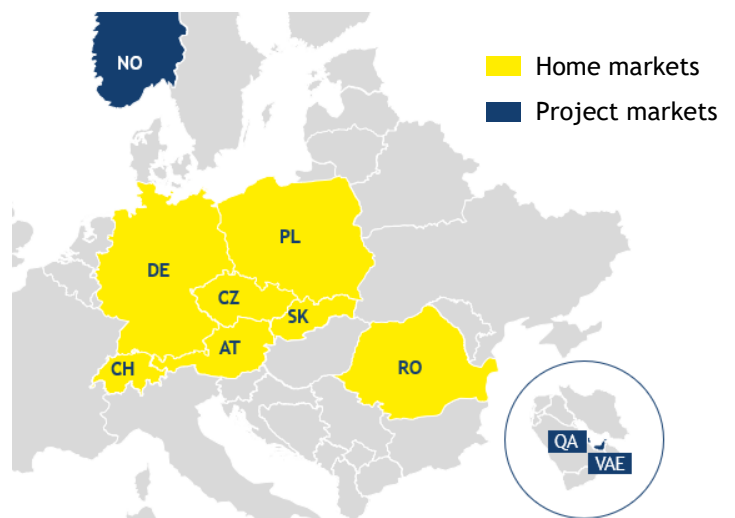 NO
Home markets
Project markets
PL
DE
CZ
SK
AT
CH
RO
QA
VAE